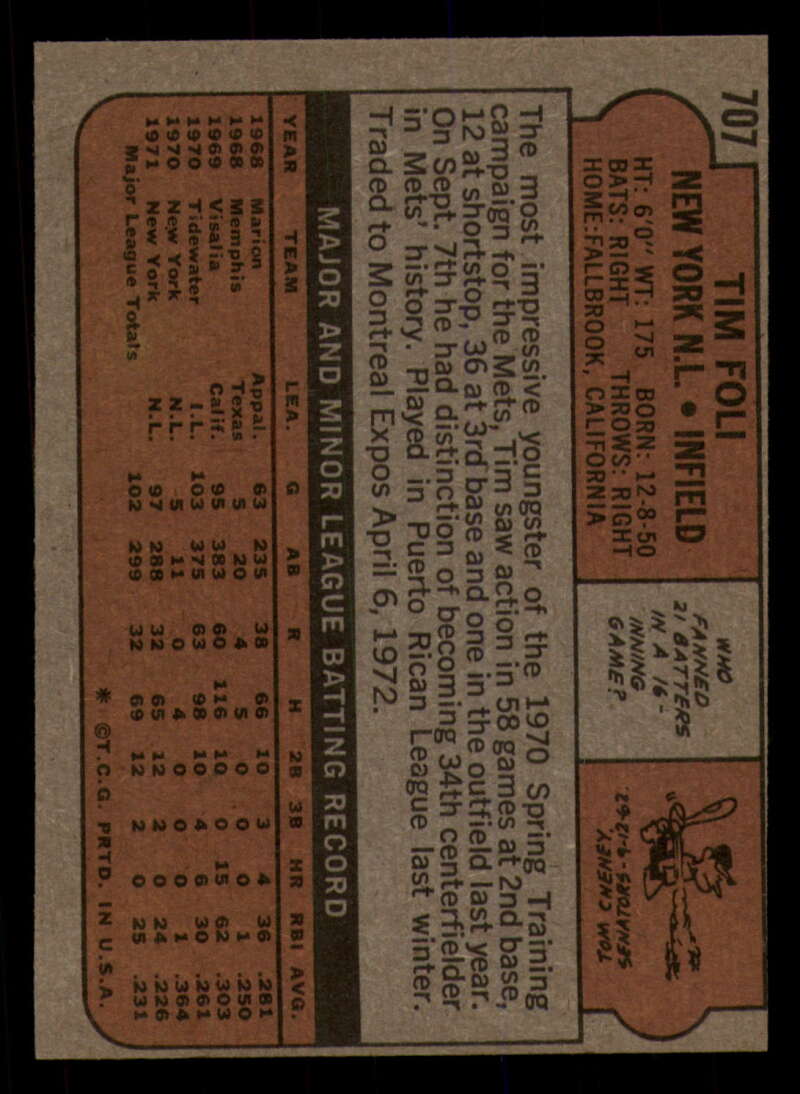 707
TIM FOLI
NEW YORK N.L. • INFIELD
HT: 6'0" WT: 175 BORN: 12-8-50
BATS: RIGHT THROWS: RIGHT
HOME: FALLBROOK, CALIFORNIA
WHO
FANNED
21 BATTERS
IN A 16-
INNING
GAME?
TOM CHENEY,
SENATORS-9-12-62.
The most impressive youngster of the 1970 Spring Training
campaign for the Mets, Tim saw action in 58 games at 2nd base,
12 at shortstop, 36 at 3rd base and one in the outfield last year.
On Sept. 7th he had distinction of becoming 34th centerfielder
in Mets' history. Played in Puerto Rican League last winter.
Traded to Montreal Expos April 6, 1972.
MAJOR AND MINOR LEAGUE BATTING RECORD
YEAR TEAM LEA. G AB R H 2B 3B HR RBI AVG.
1968 Marion Appal. 63 235 38 66 10 3 4 36 .281
1968 Memphis Texas 5 20 4 5 0 0 0 1 .250
1969 Visalia Calif. 95 383 60 116 10 0 15 62 .303
1970 Tidewater I.L. 103 375 63 98 10 4 6 30 .261
1970 New York N.L. 5 11 0 4 0 0 0 1 .364
1971 New York N.L. 97 288 32 65 12 2 0 24 .226
Major League Totals 102 299 32 69 12 2 0 25 .231
* ©T.C.G. PRTD. IN U.S.A.